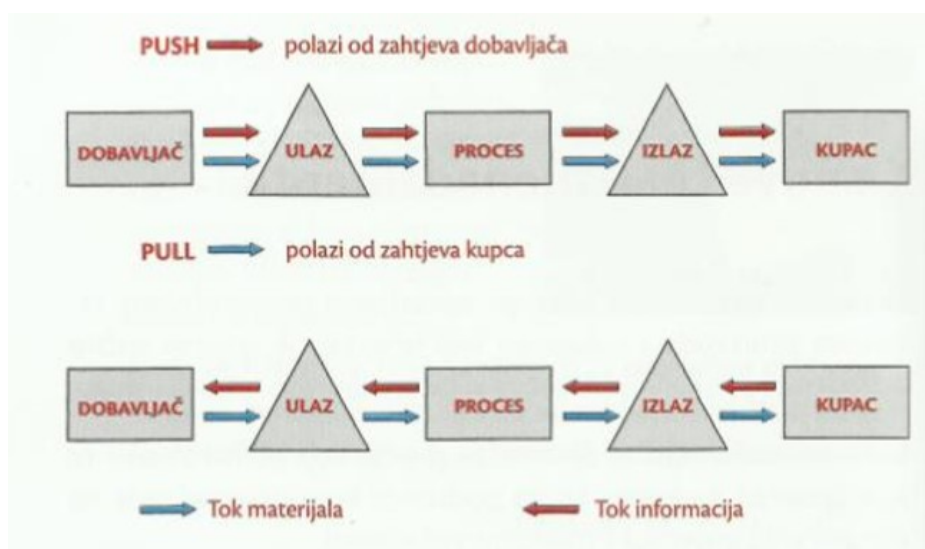 PUSH polazi od zahtjeva dobavljača
DOBAVLJAČ ULAZ PROCES IZLAZ KUPAC
PULL polazi od zahtjeva kupca
DOBAVLJAČ ULAZ PROCES IZLAZ KUPAC
Tok materijala Tok informacija